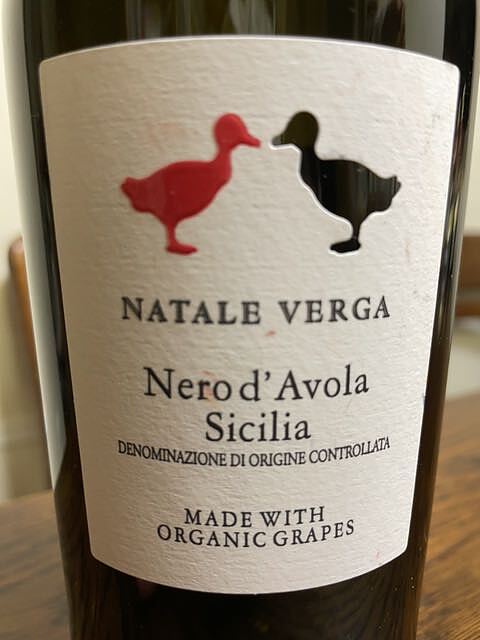 NATALE VERGA
Nero d'Avola
Sicilia
DENOMINAZIONE DI ORIGINE CONTROLLATA
MADE WITH
ORGANIC GRAPES